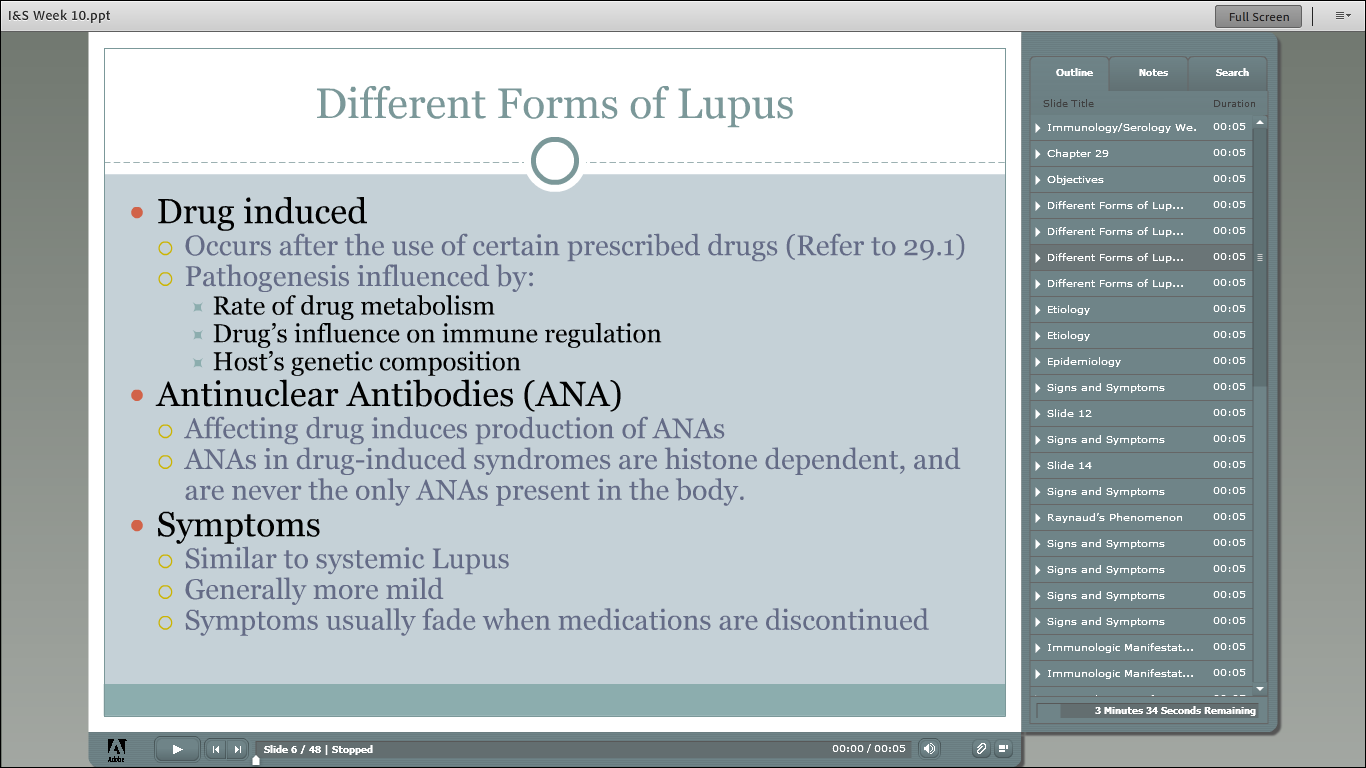 I&S Week 10.ppt
Full Screen
Different Forms of Lupus
Drug induced
Occurs after the use of certain prescribed drugs (Refer to 29.1)
Pathogenesis influenced by:
Rate of drug metabolism
Drug's influence on immune regulation
Host's genetic composition
Antinuclear Antibodies (ANA)
Affecting drug induces production of ANAs
ANAs in drug-induced syndromes are histone dependent, and
are never the only ANAs present in the body.
Symptoms
Similar to systemic Lupus
Generally more mild
Symptoms usually fade when medications are discontinued
Outline Notes Search
Slide Title Duration
Immunology/Serology We. 00:05
Chapter 29 00:05
Objectives 00:05
Different Forms of Lup... 00:05
Different Forms of Lup... 00:05
Different Forms of Lup... 00:05
Different Forms of Lup... 00:05
Etiology 00:05
Etiology 00:05
Epidemiology 00:05
Signs and Symptoms 00:05
Slide 12 00:05
Signs and Symptoms 00:05
Slide 14 00:05
Signs and Symptoms 00:05
Raynaud's Phenomenon 00:05
Signs and Symptoms 00:05
Signs and Symptoms 00:05
Signs and Symptoms 00:05
Signs and Symptoms 00:05
Immunologic Manifestat... 00:05
Immunologic Manifestat... 00:05
3 Minutes 34 Seconds Remaining
Adobe
Slide 6 / 48 | Stopped 00:00 / 00:05